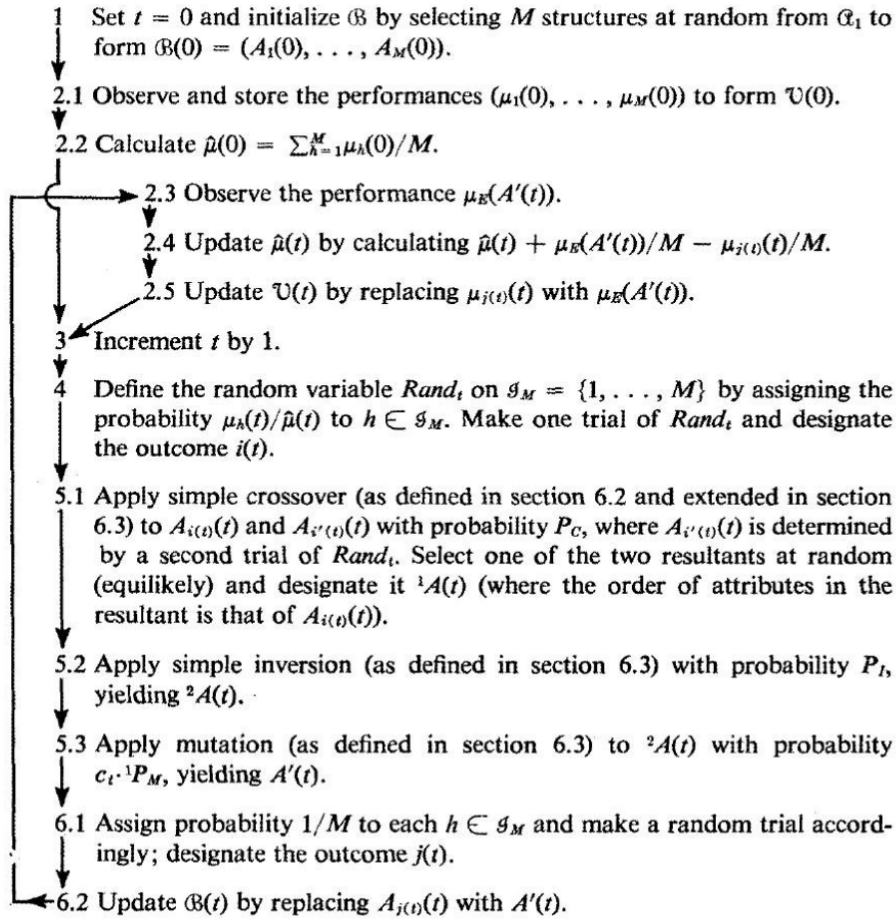 1 Set t = 0 and initialize ℬ by selecting M structures at random from 𝒜₁ to
form ℬ(0) = (A₁(0), . . . , A_M(0)).
2.1 Observe and store the performances (μ₁(0), . . . , μ_M(0)) to form 𝒱(0).
2.2 Calculate μ̂(0) = ∑ʰ₌₁ᴹ μₕ(0)/M.
2.3 Observe the performance μ_E(A′(t)).
2.4 Update μ̂(t) by calculating μ̂(t) + μ_E(A′(t))/M − μ_{j(t)}(t)/M.
2.5 Update 𝒱(t) by replacing μ_{j(t)}(t) with μ_E(A′(t)).
3 Increment t by 1.
4 Define the random variable Rand_t on ℐ_M = {1, . . . , M} by assigning the
probability μₕ(t)/μ̂(t) to h ∈ ℐ_M. Make one trial of Rand_t and designate
the outcome i(t).
5.1 Apply simple crossover (as defined in section 6.2 and extended in section
6.3) to A_{i(t)}(t) and A_{i′(t)}(t) with probability P_C, where A_{i′(t)}(t) is determined
by a second trial of Rand_t. Select one of the two resultants at random
(equilikely) and designate it ¹A(t) (where the order of attributes in the
resultant is that of A_{i(t)}(t)).
5.2 Apply simple inversion (as defined in section 6.3) with probability P_I,
yielding ²A(t).
5.3 Apply mutation (as defined in section 6.3) to ²A(t) with probability
c_t·¹P_M, yielding A′(t).
6.1 Assign probability 1/M to each h ∈ ℐ_M and make a random trial accord-
ingly; designate the outcome j(t).
6.2 Update ℬ(t) by replacing A_{j(t)}(t) with A′(t).